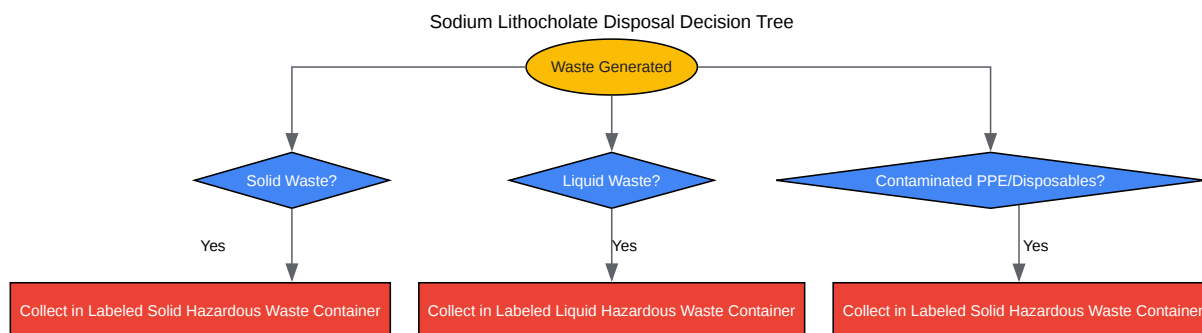 Sodium Lithocholate Disposal Decision Tree
Waste Generated
Solid Waste?
Liquid Waste?
Contaminated PPE/Disposables?
Yes
Yes
Yes
Collect in Labeled Solid Hazardous Waste Container
Collect in Labeled Liquid Hazardous Waste Container
Collect in Labeled Solid Hazardous Waste Container